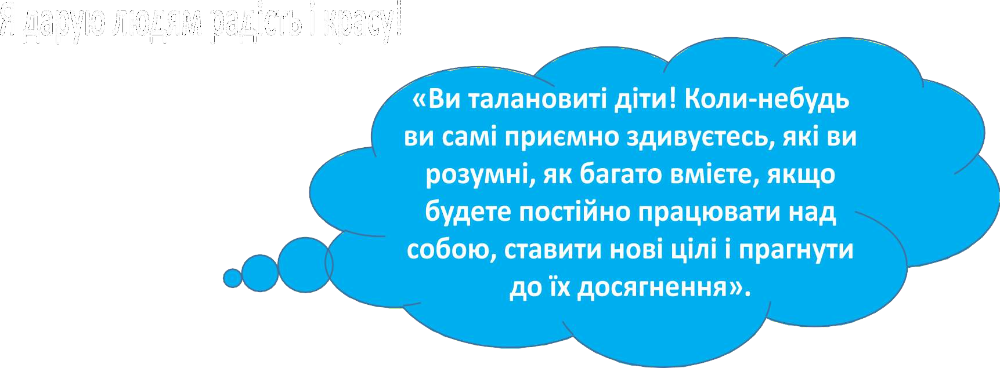 Я дарую людям радість і красу!
«Ви талановиті діти! Коли-небудь
ви самі приємно здивуєтесь, які ви
розумні, як багато вмієте, якщо
будете постійно працювати над
собою, ставити нові цілі і прагнути
до їх досягнення».